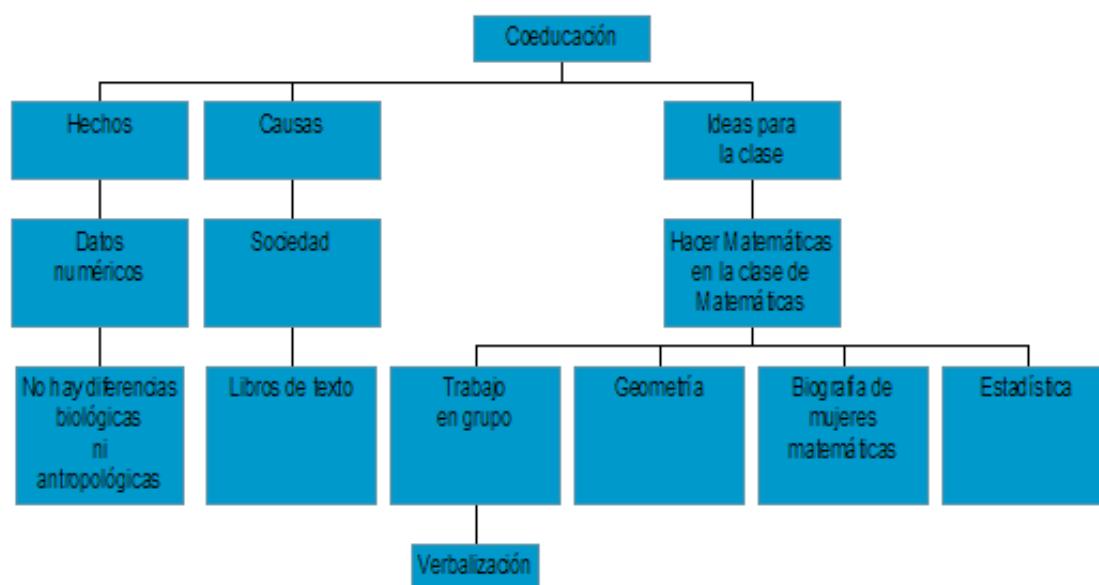 Coeducación
Hechos
Causas
Ideas para
la clase
Datos
numéricos
Sociedad
Hacer Matemáticas
en la clase de
Matemáticas
No hay diferencias
biológicas
ni
antropológicas
Libros de texto
Trabajo
en grupo
Geometría
Biografía de
mujeres
matemáticas
Estadística
Verbalización